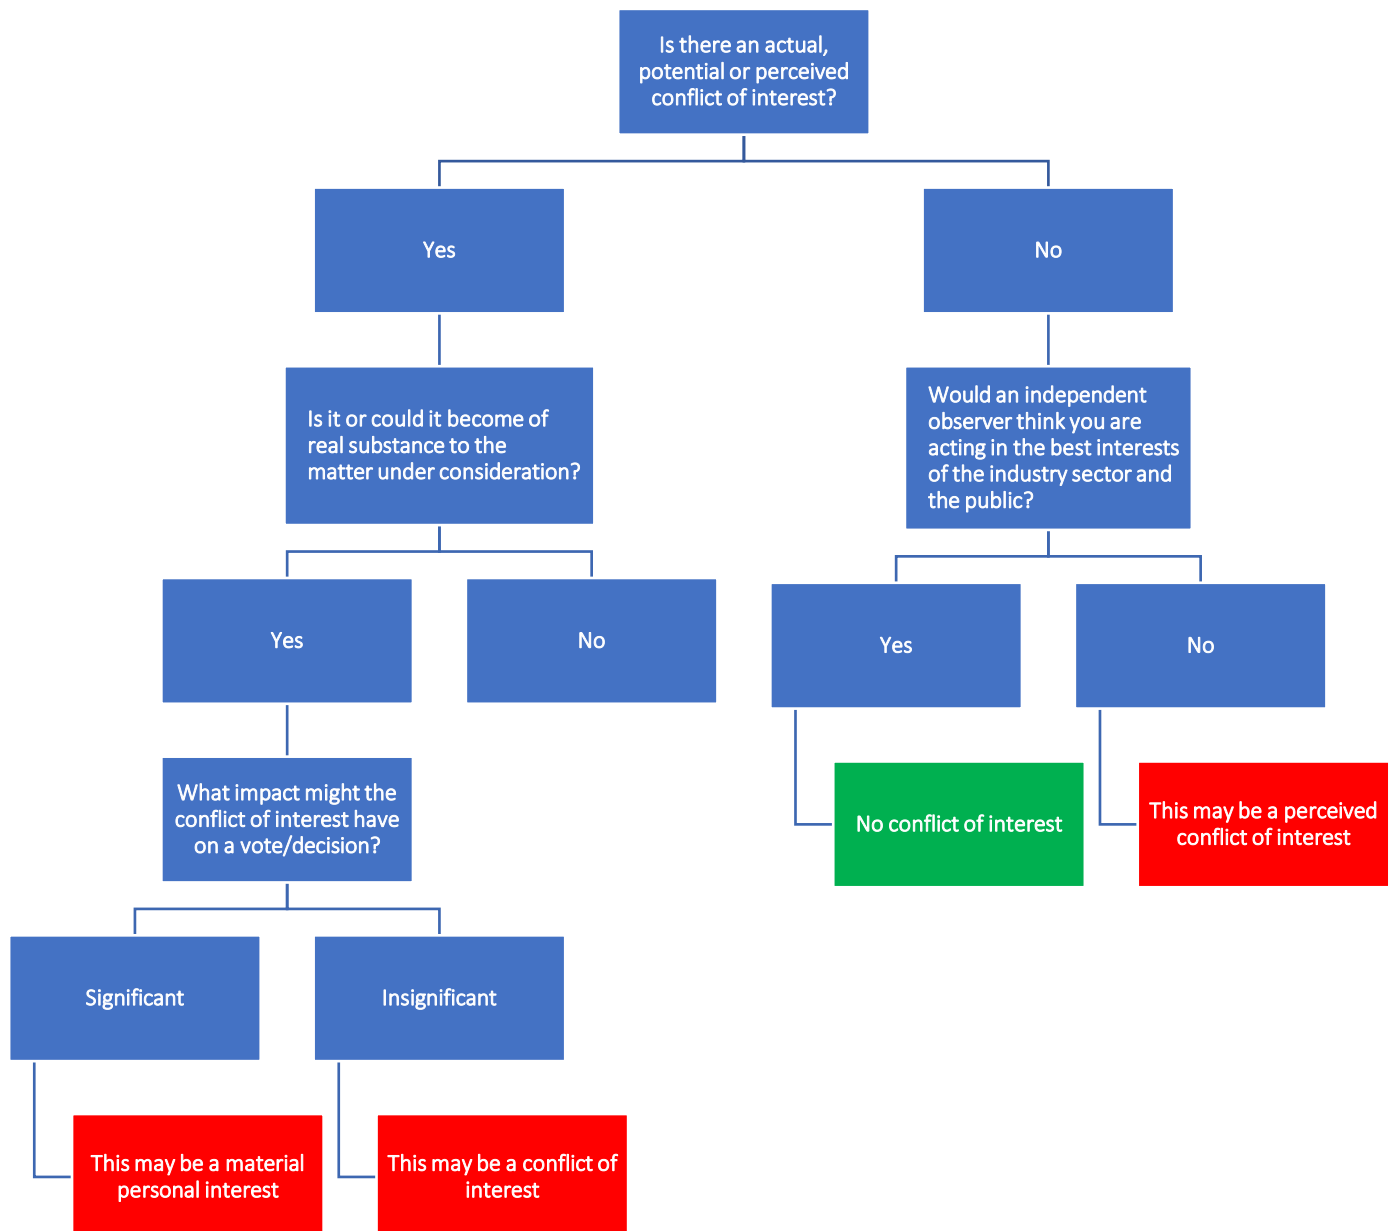 Is there an actual,
potential or perceived
conflict of interest?
Yes
No
Is it or could it become of
real substance to the
matter under consideration?
Would an independent
observer think you are
acting in the best interests
of the industry sector and
the public?
Yes
No
Yes
No
What impact might the
conflict of interest have
on a vote/decision?
No conflict of interest
This may be a perceived
conflict of interest
Significant
Insignificant
This may be a material
personal interest
This may be a conflict of
interest